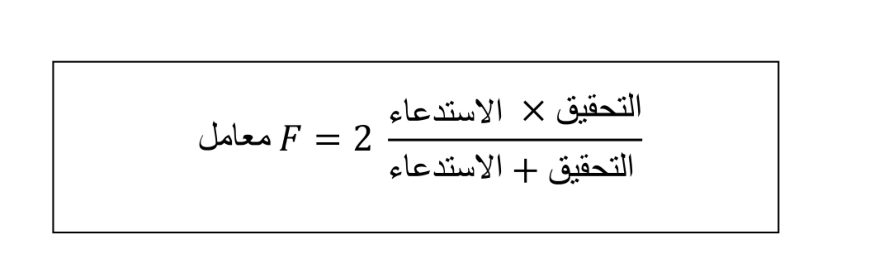 معامل F = 2 التحقيق × الاستدعاء
التحقيق + الاستدعاء